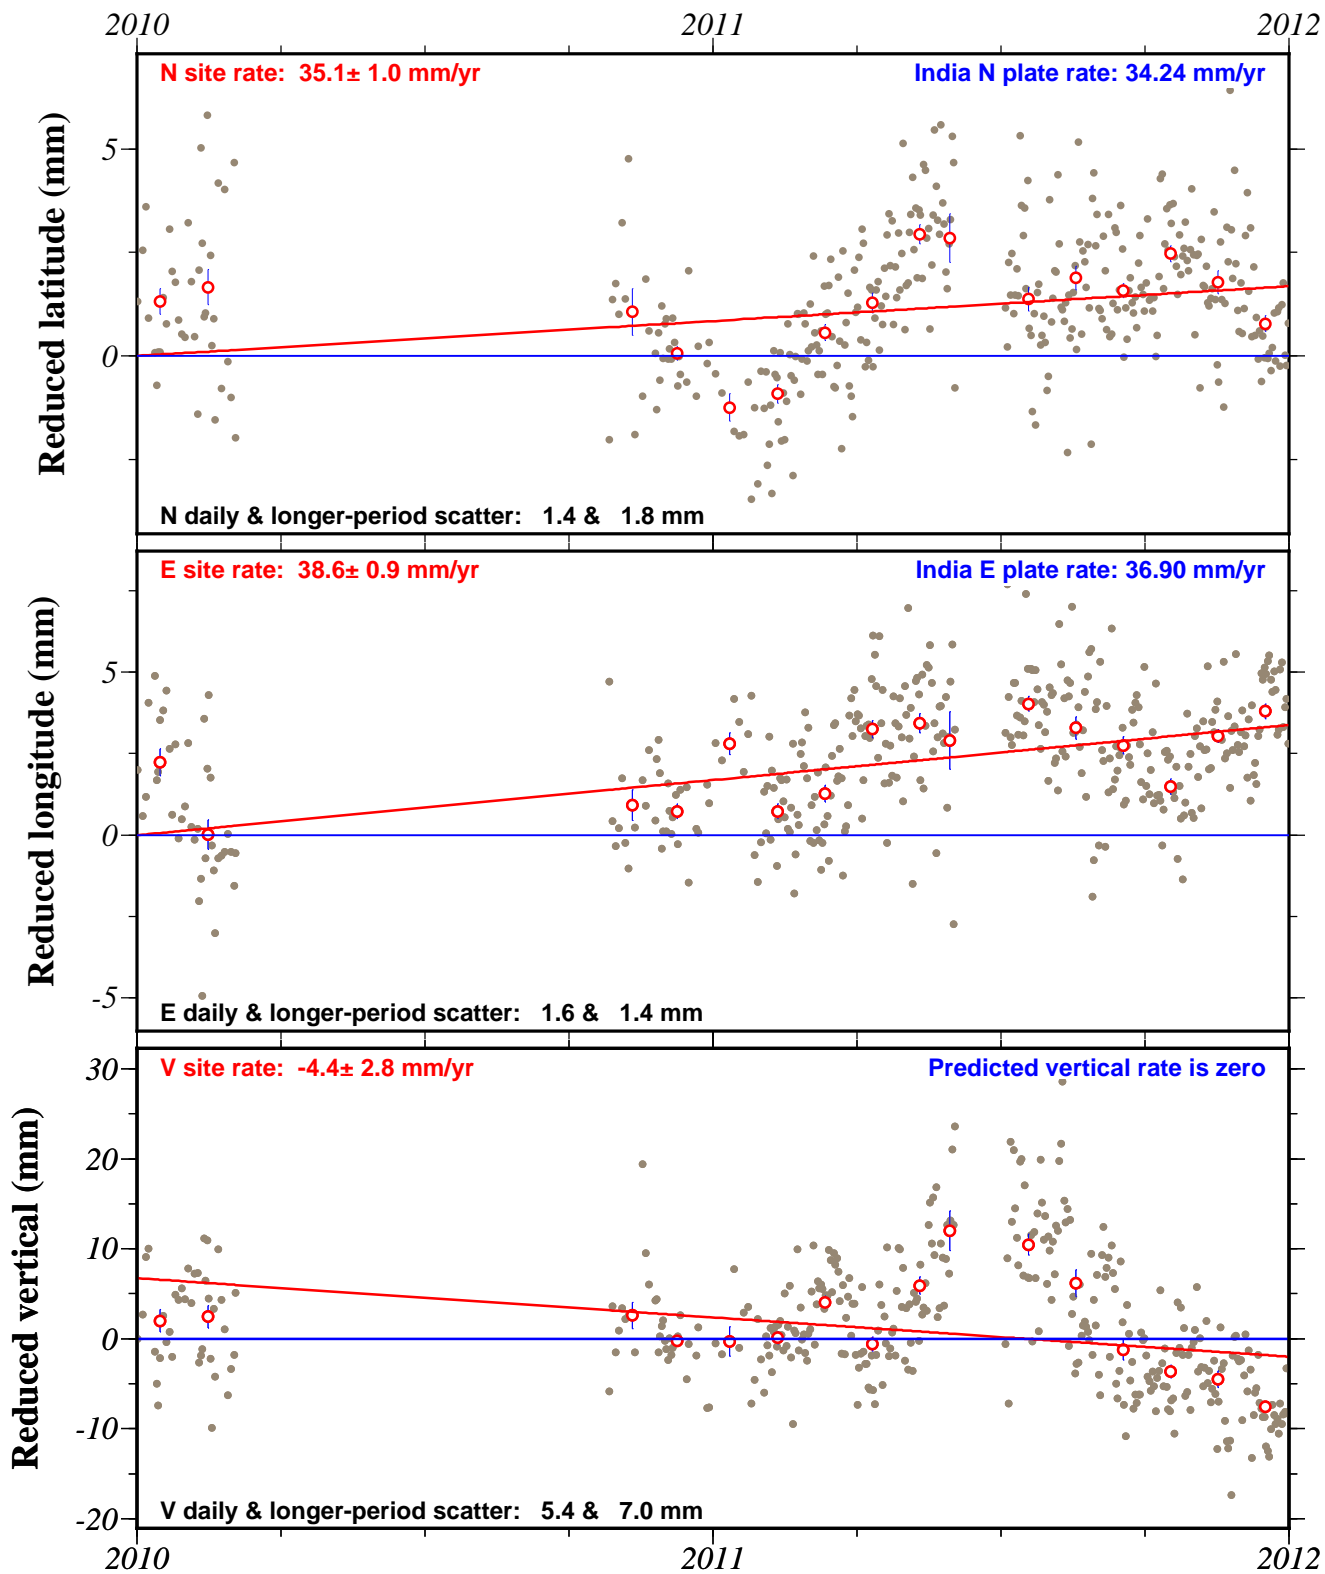 2010 2011 2012
N site rate: 35.1± 1.0 mm/yr India N plate rate: 34.24 mm/yr
Reduced latitude (mm)
5
0
N daily & longer-period scatter: 1.4 & 1.8 mm
E site rate: 38.6± 0.9 mm/yr India E plate rate: 36.90 mm/yr
Reduced longitude (mm)
5
0
-5
E daily & longer-period scatter: 1.6 & 1.4 mm
V site rate: -4.4± 2.8 mm/yr Predicted vertical rate is zero
Reduced vertical (mm)
30
20
10
0
-10
-20
V daily & longer-period scatter: 5.4 & 7.0 mm
2010 2011 2012